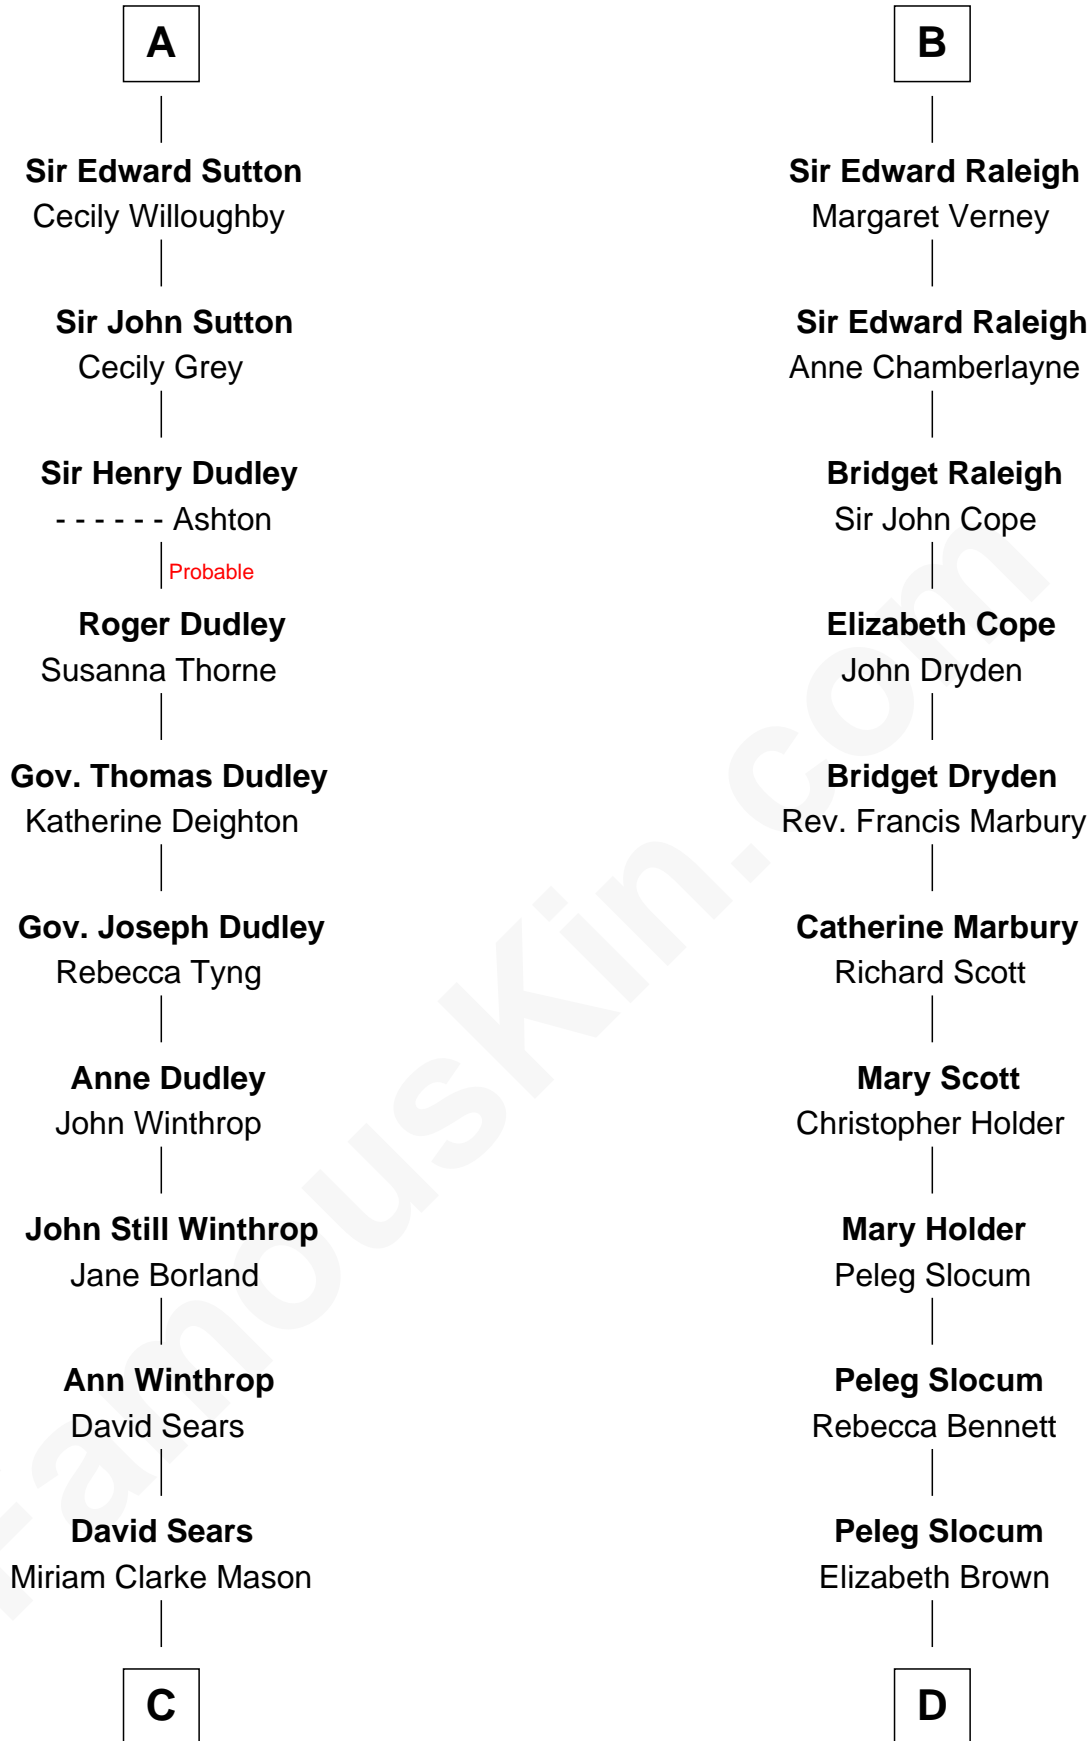 A
Sir Edward Sutton
Cecily Willoughby
Sir John Sutton
Cecily Grey
Sir Henry Dudley
- - - - - - Ashton
Probable
Roger Dudley
Susanna Thorne
Gov. Thomas Dudley
Katherine Deighton
Gov. Joseph Dudley
Rebecca Tyng
Anne Dudley
John Winthrop
John Still Winthrop
Jane Borland
Ann Winthrop
David Sears
David Sears
Miriam Clarke Mason
C
B
Sir Edward Raleigh
Margaret Verney
Sir Edward Raleigh
Anne Chamberlayne
Bridget Raleigh
Sir John Cope
Elizabeth Cope
John Dryden
Bridget Dryden
Rev. Francis Marbury
Catherine Marbury
Richard Scott
Mary Scott
Christopher Holder
Mary Holder
Peleg Slocum
Peleg Slocum
Rebecca Bennett
Peleg Slocum
Elizabeth Brown
D
FamousKin.com